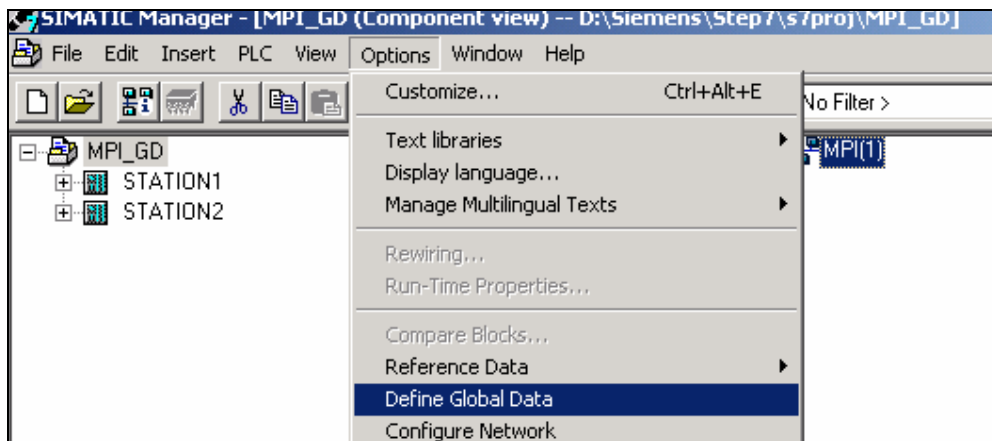 SIMATIC Manager - [MPI_GD (Component view) -- D:\Siemens\Step7\s7proj\MPI_GD]
File Edit Insert PLC View Options Window Help
Customize... Ctrl+Alt+E
No Filter >
Text libraries
MPI_GD
MPI(1)
Display language...
STATION1
Manage Multilingual Texts
STATION2
Rewiring...
Run-Time Properties...
Compare Blocks...
Reference Data
Define Global Data
Configure Network